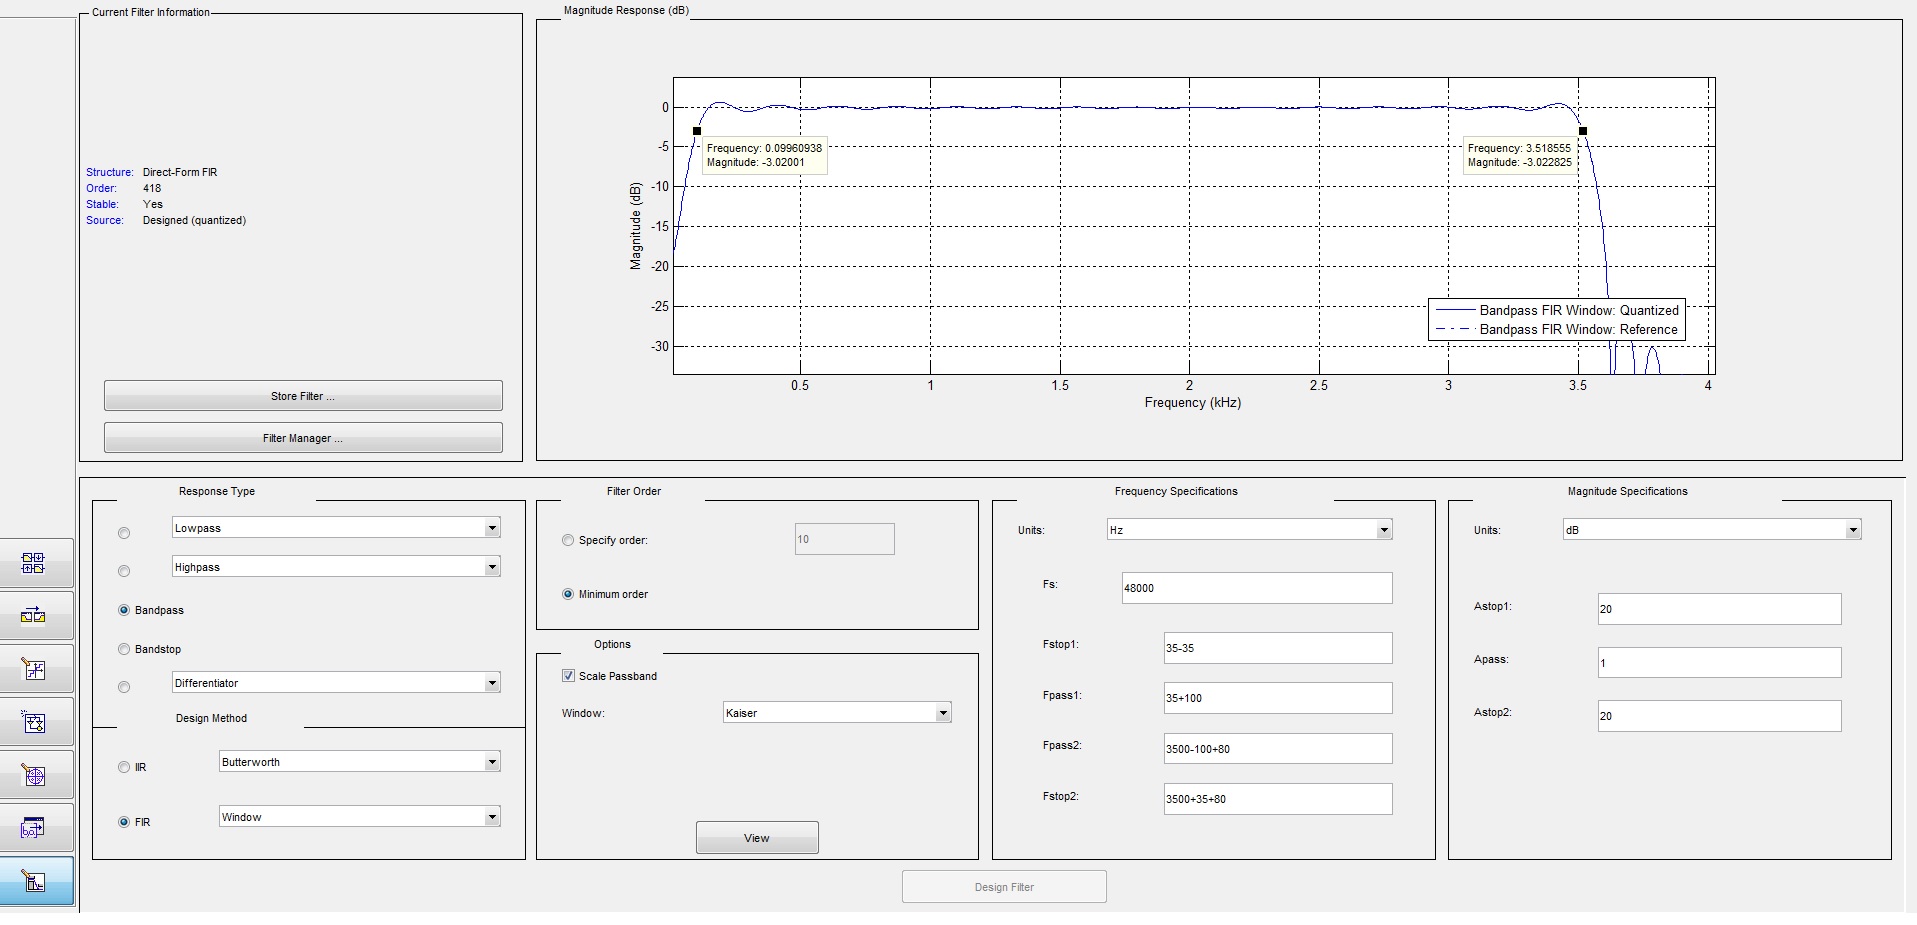 Current Filter Information
Structure: Direct-Form FIR
Order: 418
Stable: Yes
Source: Designed (quantized)
Store Filter ...
Filter Manager ...
Magnitude Response (dB)
0
-5
-10
-15
-20
-25
-30
Magnitude (dB)
Frequency: 0.09960938
Magnitude: -3.02001
Frequency: 3.518555
Magnitude: -3.022825
Bandpass FIR Window: Quantized
Bandpass FIR Window: Reference
0.5 1 1.5 2 2.5 3 3.5 4
Frequency (kHz)
Response Type
Lowpass
Highpass
Bandpass
Bandstop
Differentiator
Design Method
IIR Butterworth
FIR Window
Filter Order
Specify order: 10
Minimum order
Options
Scale Passband
Window: Kaiser
View
Frequency Specifications
Units: Hz
Fs: 48000
Fstop1: 35-35
Fpass1: 35+100
Fpass2: 3500-100+80
Fstop2: 3500+35+80
Magnitude Specifications
Units: dB
Astop1: 20
Apass: 1
Astop2: 20
Design Filter